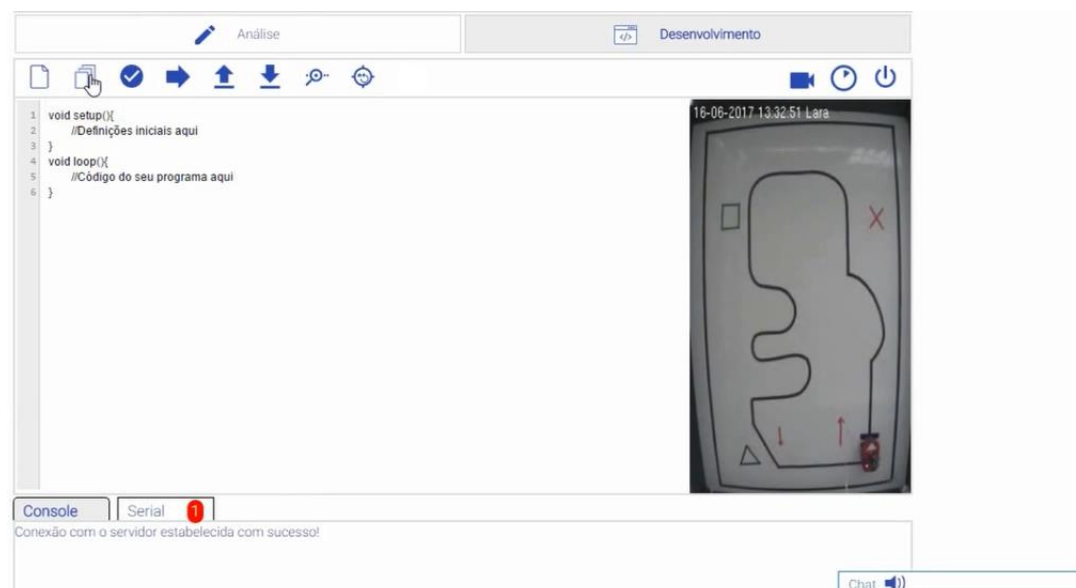 Análise
Desenvolvimento
1 void setup(){
2 //Definições iniciais aqui
3 }
4 void loop(){
5 //Código do seu programa aqui
6 }
16-06-2017 13:32:51 Lara
Console
Serial 1
Conexão com o servidor estabelecida com sucesso!
Chat